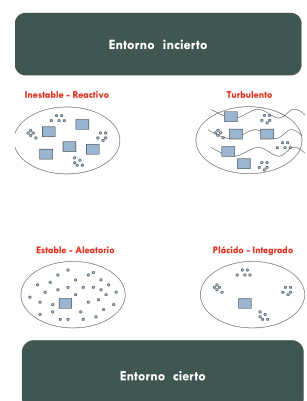 Entorno incierto
Inestable - Reactivo
Turbulento
Estable - Aleatorio
Plácido - Integrado
Entorno cierto